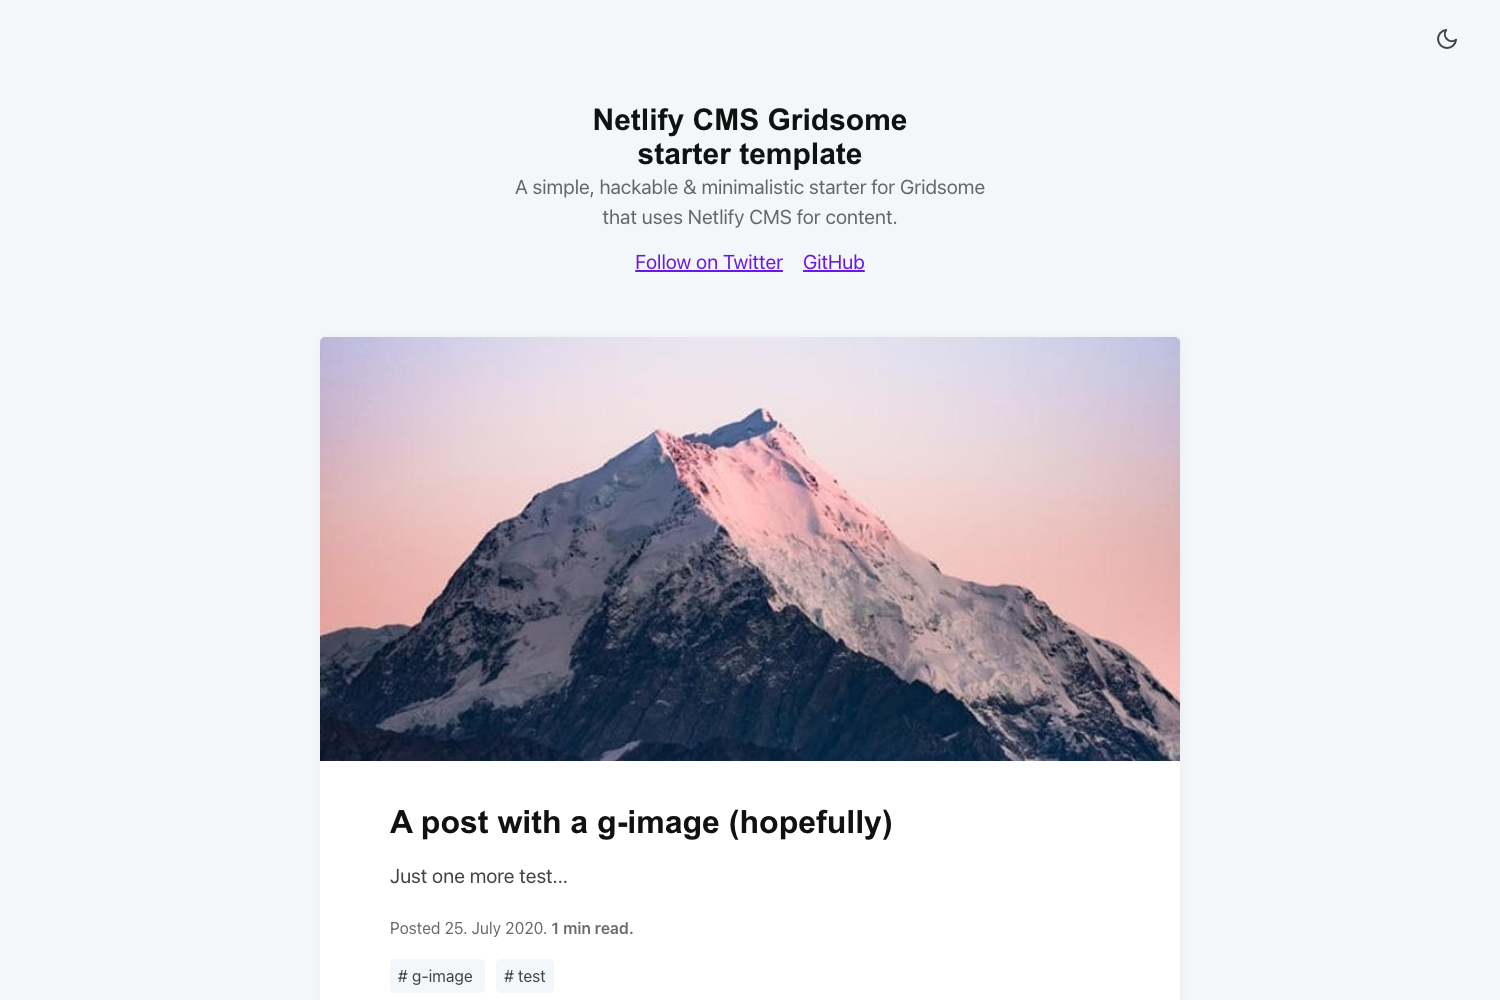 Netlify CMS Gridsome
starter template
A simple, hackable & minimalistic starter for Gridsome
that uses Netlify CMS for content.
Follow on Twitter GitHub
A post with a g-image (hopefully)
Just one more test...
Posted 25. July 2020. 1 min read.
# g-image # test